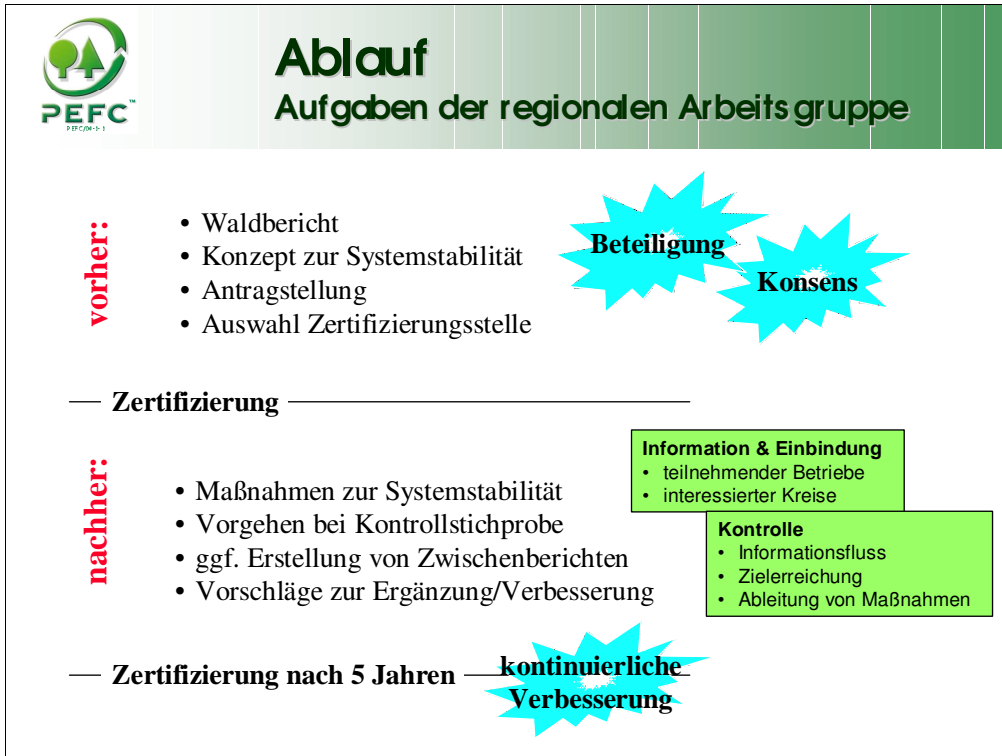 PEFC™
Ablauf
Aufgaben der regionalen Arbeitsgruppe
vorher:
• Waldbericht
• Konzept zur Systemstabilität
• Antragstellung
• Auswahl Zertifizierungsstelle
Beteiligung
Konsens
Zertifizierung
nachher:
• Maßnahmen zur Systemstabilität
• Vorgehen bei Kontrollstichprobe
• ggf. Erstellung von Zwischenberichten
• Vorschläge zur Ergänzung/Verbesserung
Information & Einbindung
• teilnehmender Betriebe
• interessierter Kreise
Kontrolle
• Informationsfluss
• Zielerreichung
• Ableitung von Maßnahmen
Zertifizierung nach 5 Jahren
kontinuierliche
Verbesserung